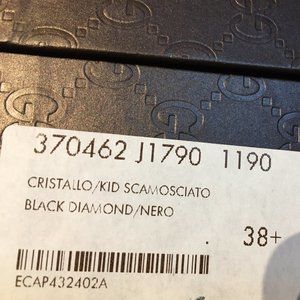 370462 J1790 1190
CRISTALLO/KID SCAMOSCIATO
BLACK DIAMOND/NERO
38+
ECAP432402A